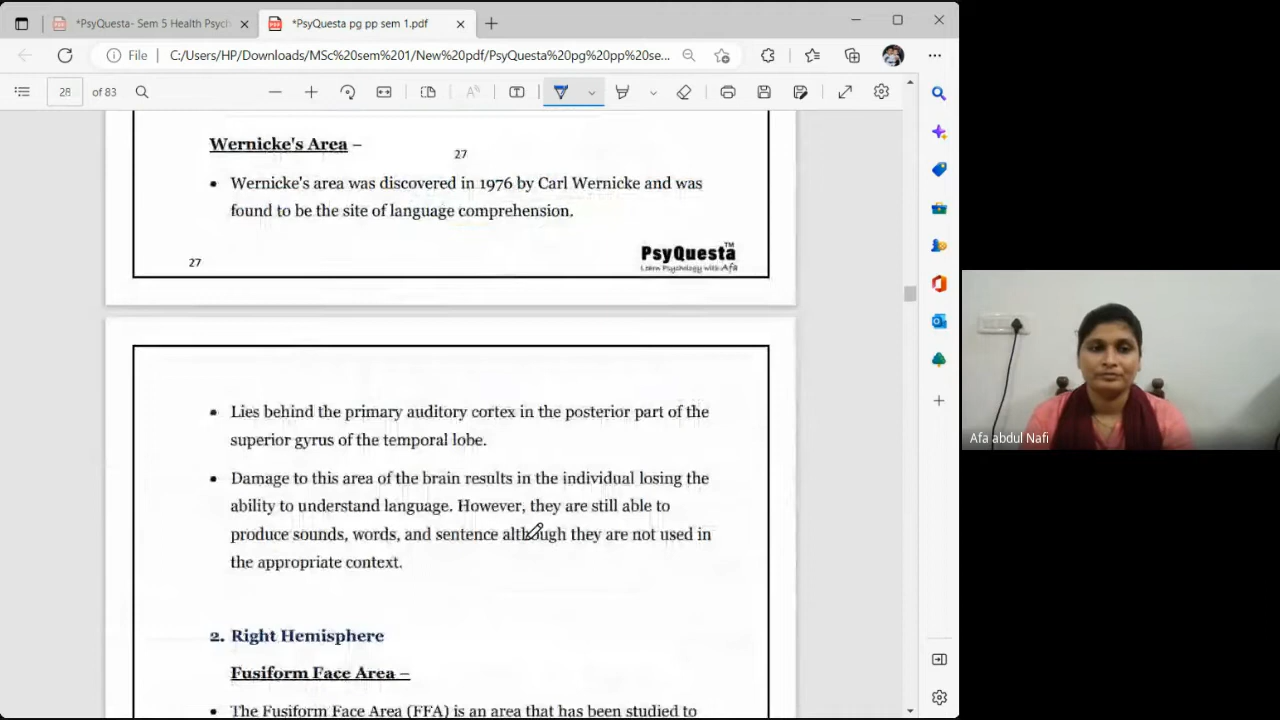 *PsyQuesta- Sem 5 Health Psych
*PsyQuesta pg pp sem 1.pdf
File
C:/Users/HP/Downloads/MSc%20sem%201/New%20pdf/PsyQuesta%20pg%20pp%20se...
28 of 83
Wernicke's Area –
27
• Wernicke's area was discovered in 1976 by Carl Wernicke and was
found to be the site of language comprehension.
PsyQuesta™
Learn Psychology with Afa
27
• Lies behind the primary auditory cortex in the posterior part of the
superior gyrus of the temporal lobe.
• Damage to this area of the brain results in the individual losing the
ability to understand language. However, they are still able to
produce sounds, words, and sentence although they are not used in
the appropriate context.
2. Right Hemisphere
Fusiform Face Area –
• The Fusiform Face Area (FFA) is an area that has been studied to
Afa abdul Nafi